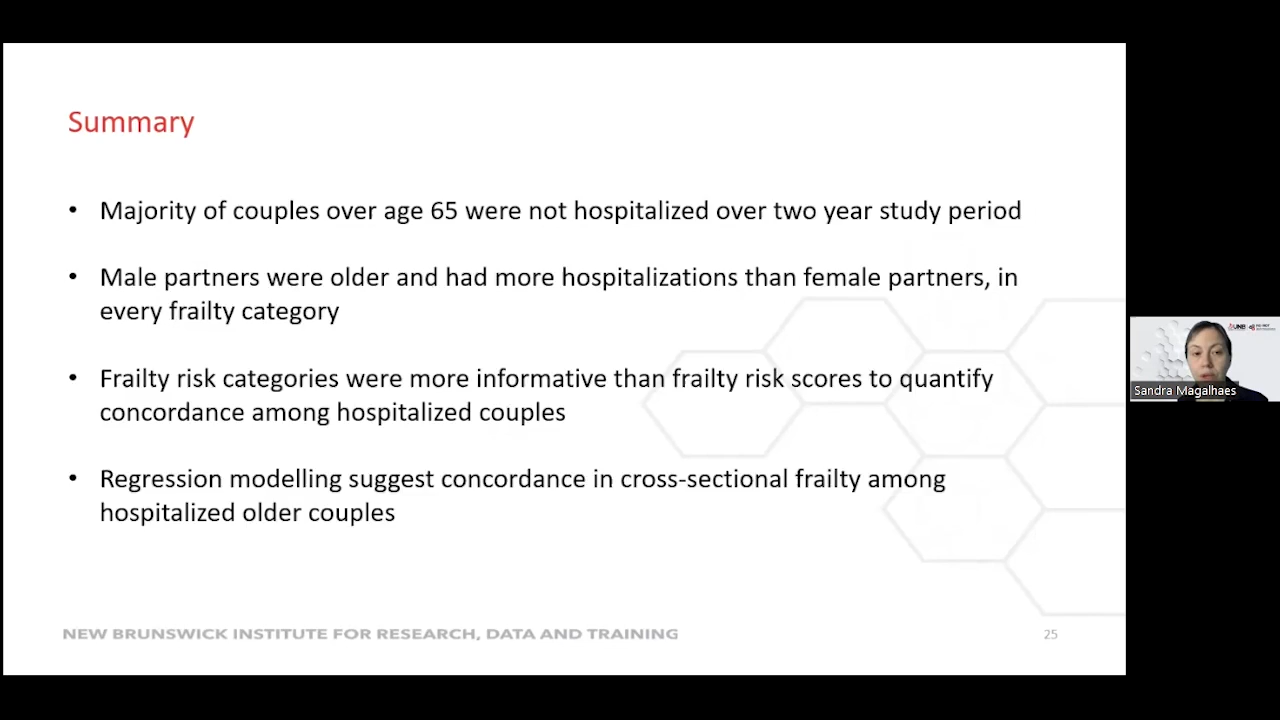 Summary
• Majority of couples over age 65 were not hospitalized over two year study period
• Male partners were older and had more hospitalizations than female partners, in
every frailty category
• Frailty risk categories were more informative than frailty risk scores to quantify
concordance among hospitalized couples
• Regression modelling suggest concordance in cross-sectional frailty among
hospitalized older couples
NEW BRUNSWICK INSTITUTE FOR RESEARCH, DATA AND TRAINING
25
UNB
Sandra Magalhaes